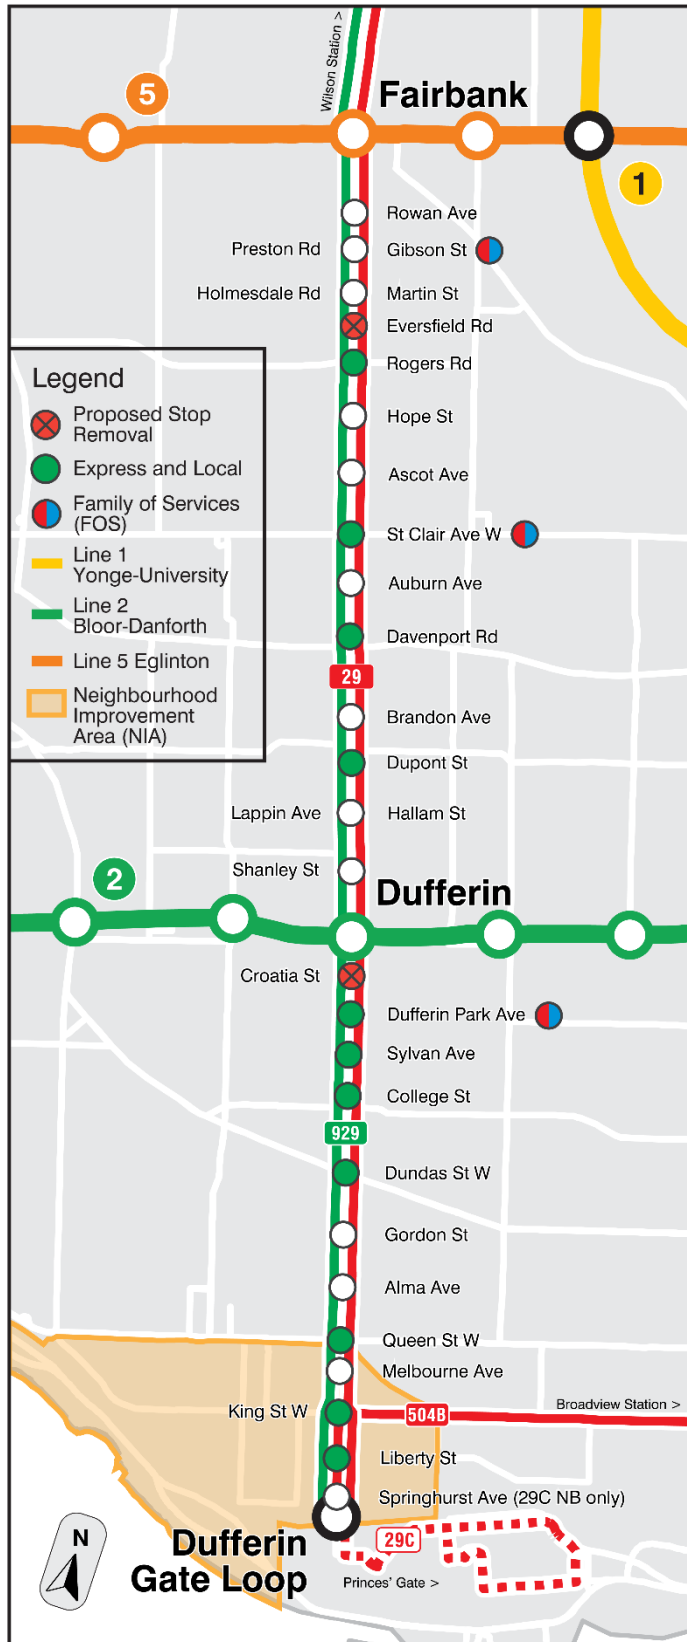 Wilson Station >
5
Fairbank
1
Rowan Ave
Preston Rd
Gibson St
Holmesdale Rd
Martin St
Eversfield Rd
Rogers Rd
Legend
Proposed Stop
Removal
Express and Local
Family of Services
(FOS)
Line 1
Yonge-University
Line 2
Bloor-Danforth
Line 5 Eglinton
Neighbourhood
Improvement
Area (NIA)
Hope St
Ascot Ave
St Clair Ave W
Auburn Ave
Davenport Rd
29
Brandon Ave
Dupont St
Lappin Ave
Hallam St
Shanley St
2
Dufferin
Croatia St
Dufferin Park Ave
Sylvan Ave
College St
929
Dundas St W
Gordon St
Alma Ave
Queen St W
Melbourne Ave
King St W
504B
Broadview Station >
Liberty St
Springhurst Ave (29C NB only)
Dufferin
Gate Loop
29C
Princes' Gate >
N